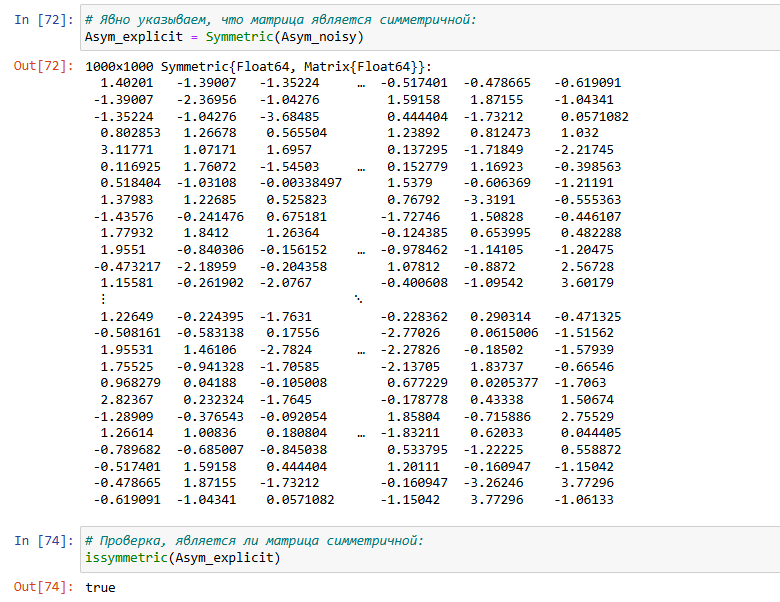 In [72]: # Явно указываем, что матрица является симметричной:
Asym_explicit = Symmetric(Asym_noisy)
Out[72]: 1000×1000 Symmetric{Float64, Matrix{Float64}}:
1.40201 -1.39007 -1.35224 … -0.517401 -0.478665 -0.619091
-1.39007 -2.36956 -1.04276 1.59158 1.87155 -1.04341
-1.35224 -1.04276 -3.68485 0.444404 -1.73212 0.0571082
0.802853 1.26678 0.565504 1.23892 0.812473 1.032
3.11771 1.07171 1.6957 0.137295 -1.71849 -2.21745
0.116925 1.76072 -1.54503 … 0.152779 1.16923 -0.398563
0.518404 -1.03108 -0.00338497 1.5379 -0.606369 -1.21191
1.37983 1.22685 0.525823 0.76792 -3.3191 -0.555363
-1.43576 -0.241476 0.675181 -1.72746 1.50828 -0.446107
1.77932 1.8412 1.26364 -0.124385 0.653995 0.482288
1.9551 -0.840306 -0.156152 … -0.978462 -1.14105 -1.20475
-0.473217 -2.18959 -0.204358 1.07812 -0.8872 2.56728
1.15581 -0.261902 -2.0767 -0.400608 -1.09542 3.60179
⋮ ⋱
1.22649 -0.224395 -1.7631 -0.228362 0.290314 -0.471325
-0.508161 -0.583138 0.17556 -2.77026 0.0615006 -1.51562
1.95531 1.46106 -2.7824 … -2.27826 -0.18502 -1.57939
1.75525 -0.941328 -1.70585 -2.13705 1.83737 -0.66546
0.968279 0.04188 -0.105008 0.677229 0.0205377 -1.7063
2.82367 0.232324 -1.7645 -0.178778 0.43338 1.50674
-1.28909 -0.376543 -0.092054 1.85804 -0.715886 2.75529
1.26614 1.00836 0.180804 … -1.83211 0.62033 0.044405
-0.789682 -0.685007 -0.845038 0.533795 -1.22225 0.558872
-0.517401 1.59158 0.444404 1.20111 -0.160947 -1.15042
-0.478665 1.87155 -1.73212 -0.160947 -3.26246 3.77296
-0.619091 -1.04341 0.0571082 -1.15042 3.77296 -1.06133
In [74]: # Проверка, является ли матрица симметричной:
issymmetric(Asym_explicit)
Out[74]: true